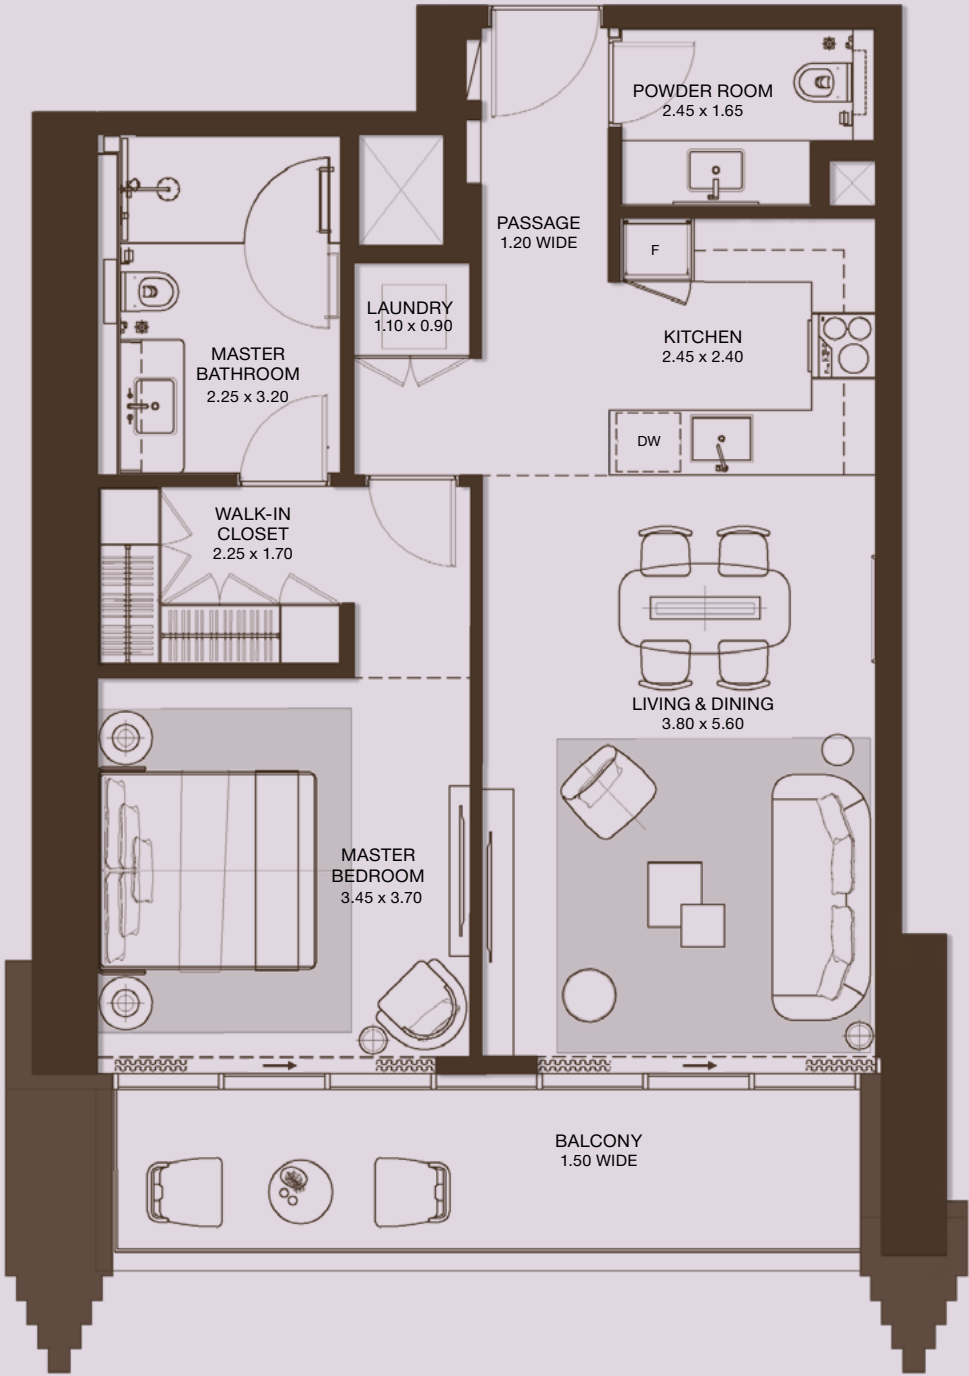 POWDER ROOM
2.45 x 1.65
PASSAGE
1.20 WIDE
F
LAUNDRY
1.10 x 0.90
KITCHEN
2.45 x 2.40
MASTER
BATHROOM
2.25 x 3.20
DW
WALK-IN
CLOSET
2.25 x 1.70
LIVING & DINING
3.80 x 5.60
MASTER
BEDROOM
3.45 x 3.70
BALCONY
1.50 WIDE